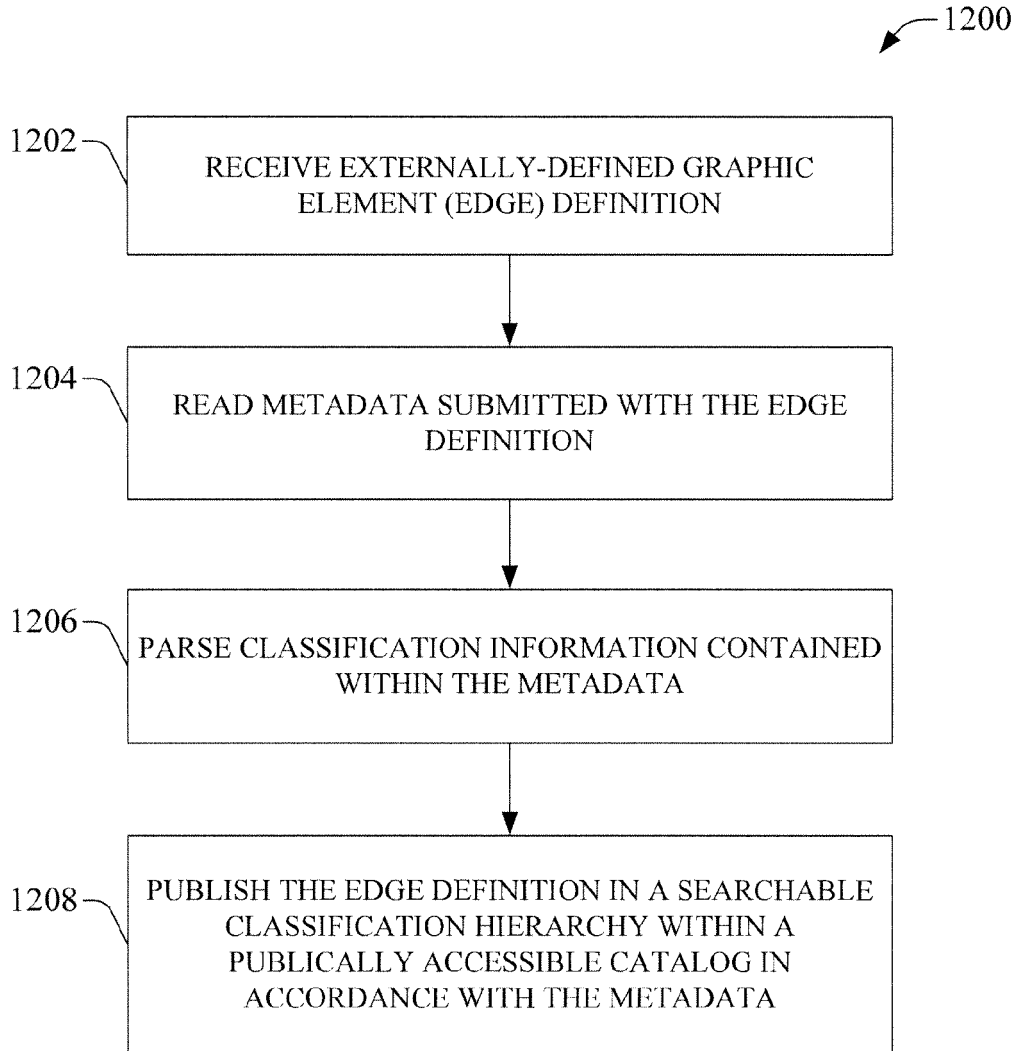 1200
1202
RECEIVE EXTERNALLY-DEFINED GRAPHIC
ELEMENT (EDGE) DEFINITION
1204
READ METADATA SUBMITTED WITH THE EDGE
DEFINITION
1206
PARSE CLASSIFICATION INFORMATION CONTAINED
WITHIN THE METADATA
1208
PUBLISH THE EDGE DEFINITION IN A SEARCHABLE
CLASSIFICATION HIERARCHY WITHIN A
PUBLICALLY ACCESSIBLE CATALOG IN
ACCORDANCE WITH THE METADATA